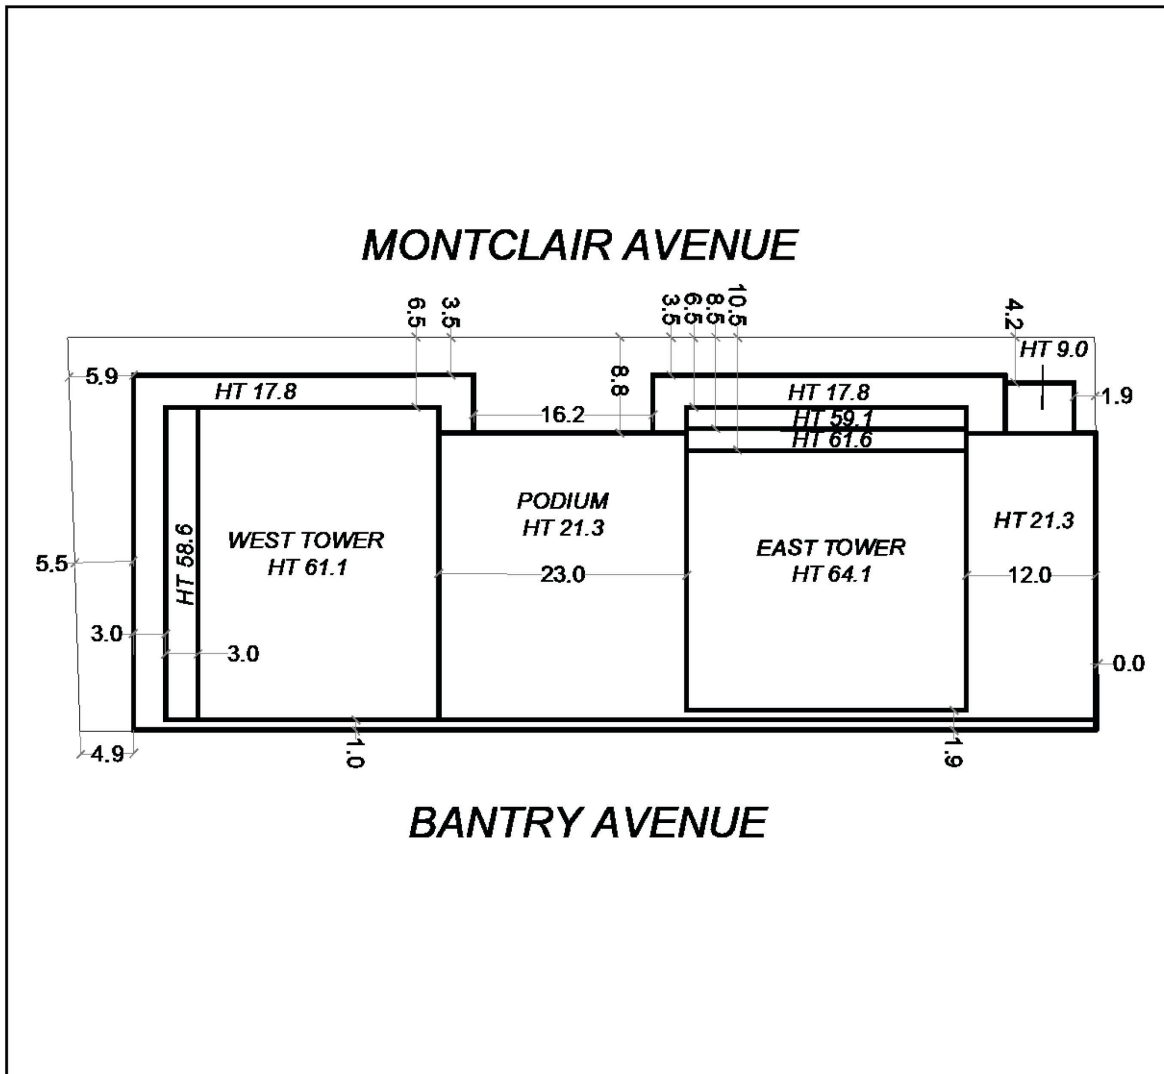 MONTCLAIR AVENUE
6.5
3.5
3.5
6.5
8.5
10.5
4.2
HT 9.0
8.8
5.9
HT 17.8
HT 17.8
1.9
16.2
HT 59.1
HT 61.6
PODIUM
HT 21.3
HT 21.3
WEST TOWER
HT 61.1
HT 58.6
EAST TOWER
HT 64.1
5.5
23.0
12.0
3.0
3.0
0.0
4.9
1.0
1.9
BANTRY AVENUE